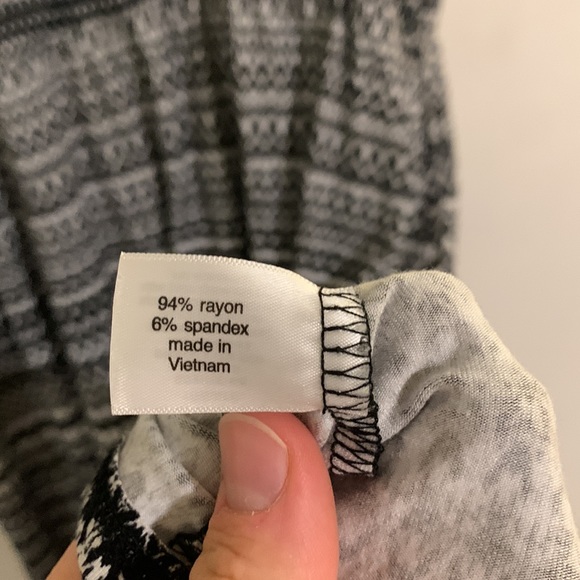 94% rayon
6% spandex
made in
Vietnam